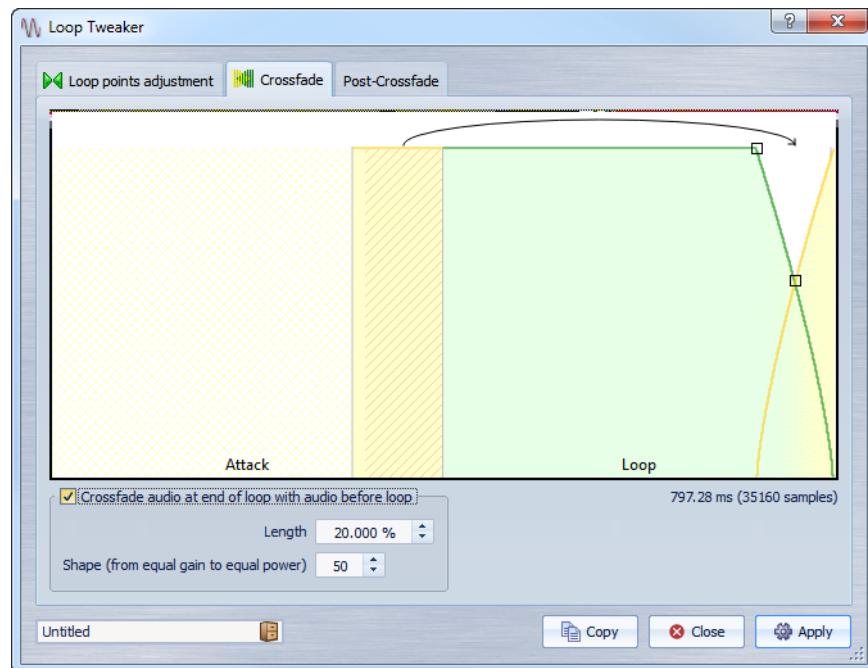 Loop Tweaker
?
Loop points adjustment
Crossfade
Post-Crossfade
Attack
Loop
Crossfade audio at end of loop with audio before loop
797.28 ms (35160 samples)
Length 20.000 %
Shape (from equal gain to equal power) 50
Untitled
Copy
Close
Apply